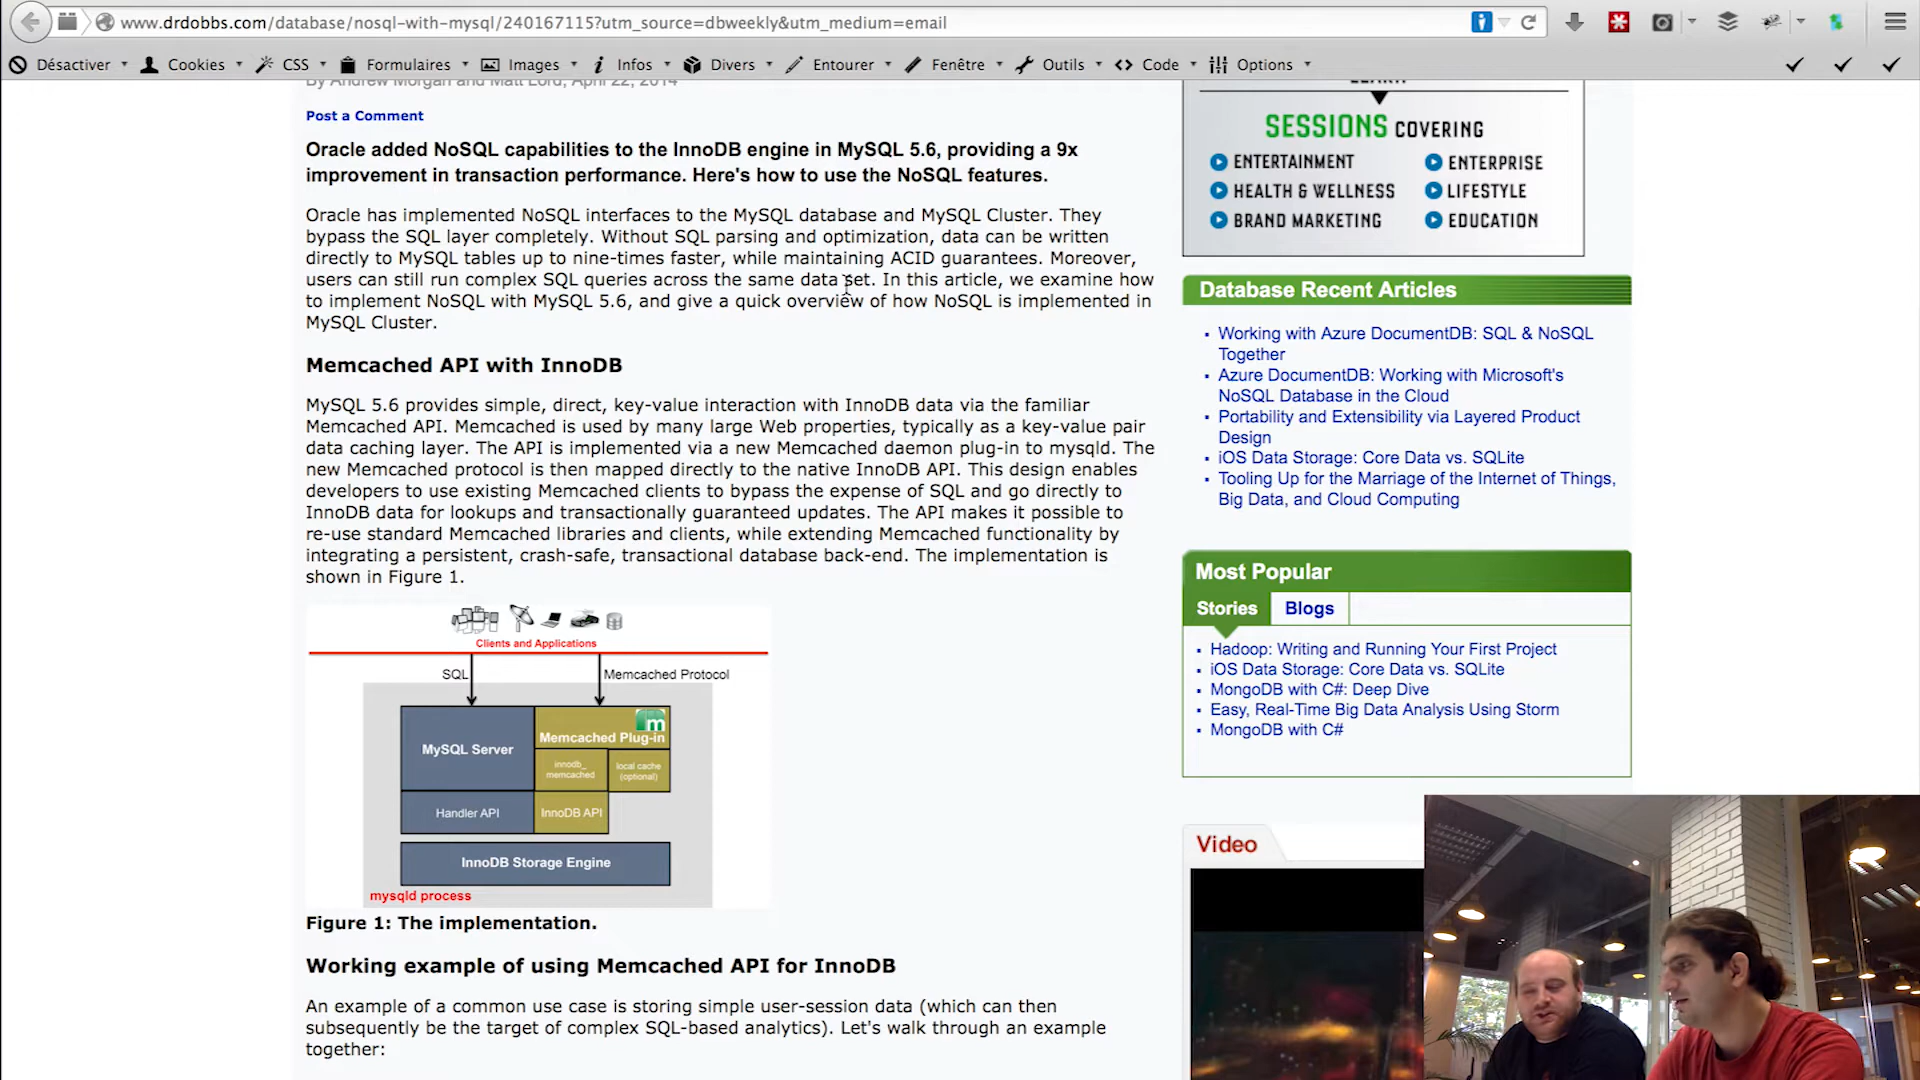 www.drdobbs.com/database/nosql-with-mysql/240167115?utm_source=dbweekly&utm_medium=email
Désactiver Cookies CSS Formulaires Images Infos Divers Entourer Fenêtre Outils Code Options
By Andrew Morgan and Matt Lord, April 22, 2014
Post a Comment
Oracle added NoSQL capabilities to the InnoDB engine in MySQL 5.6, providing a 9x
improvement in transaction performance. Here's how to use the NoSQL features.
Oracle has implemented NoSQL interfaces to the MySQL database and MySQL Cluster. They
bypass the SQL layer completely. Without SQL parsing and optimization, data can be written
directly to MySQL tables up to nine-times faster, while maintaining ACID guarantees. Moreover,
users can still run complex SQL queries across the same data set. In this article, we examine how
to implement NoSQL with MySQL 5.6, and give a quick overview of how NoSQL is implemented in
MySQL Cluster.
Memcached API with InnoDB
MySQL 5.6 provides simple, direct, key-value interaction with InnoDB data via the familiar
Memcached API. Memcached is used by many large Web properties, typically as a key-value pair
data caching layer. The API is implemented via a new Memcached daemon plug-in to mysqld. The
new Memcached protocol is then mapped directly to the native InnoDB API. This design enables
developers to use existing Memcached clients to bypass the expense of SQL and go directly to
InnoDB data for lookups and transactionally guaranteed updates. The API makes it possible to
re-use standard Memcached libraries and clients, while extending Memcached functionality by
integrating a persistent, crash-safe, transactional database back-end. The implementation is
shown in Figure 1.
Clients and Applications
SQL
Memcached Protocol
m
MySQL Server
Memcached Plug-in
innodb_
memcached
local cache
(optional)
Handler API
InnoDB API
InnoDB Storage Engine
mysqld process
Figure 1: The implementation.
Working example of using Memcached API for InnoDB
An example of a common use case is storing simple user-session data (which can then
subsequently be the target of complex SQL-based analytics). Let's walk through an example
together:
SESSIONS COVERING
ENTERTAINMENT
ENTERPRISE
HEALTH & WELLNESS
LIFESTYLE
BRAND MARKETING
EDUCATION
Database Recent Articles
Working with Azure DocumentDB: SQL & NoSQL
Together
Azure DocumentDB: Working with Microsoft's
NoSQL Database in the Cloud
Portability and Extensibility via Layered Product
Design
iOS Data Storage: Core Data vs. SQLite
Tooling Up for the Marriage of the Internet of Things,
Big Data, and Cloud Computing
Most Popular
Stories Blogs
Hadoop: Writing and Running Your First Project
iOS Data Storage: Core Data vs. SQLite
MongoDB with C#: Deep Dive
Easy, Real-Time Big Data Analysis Using Storm
MongoDB with C#
Video